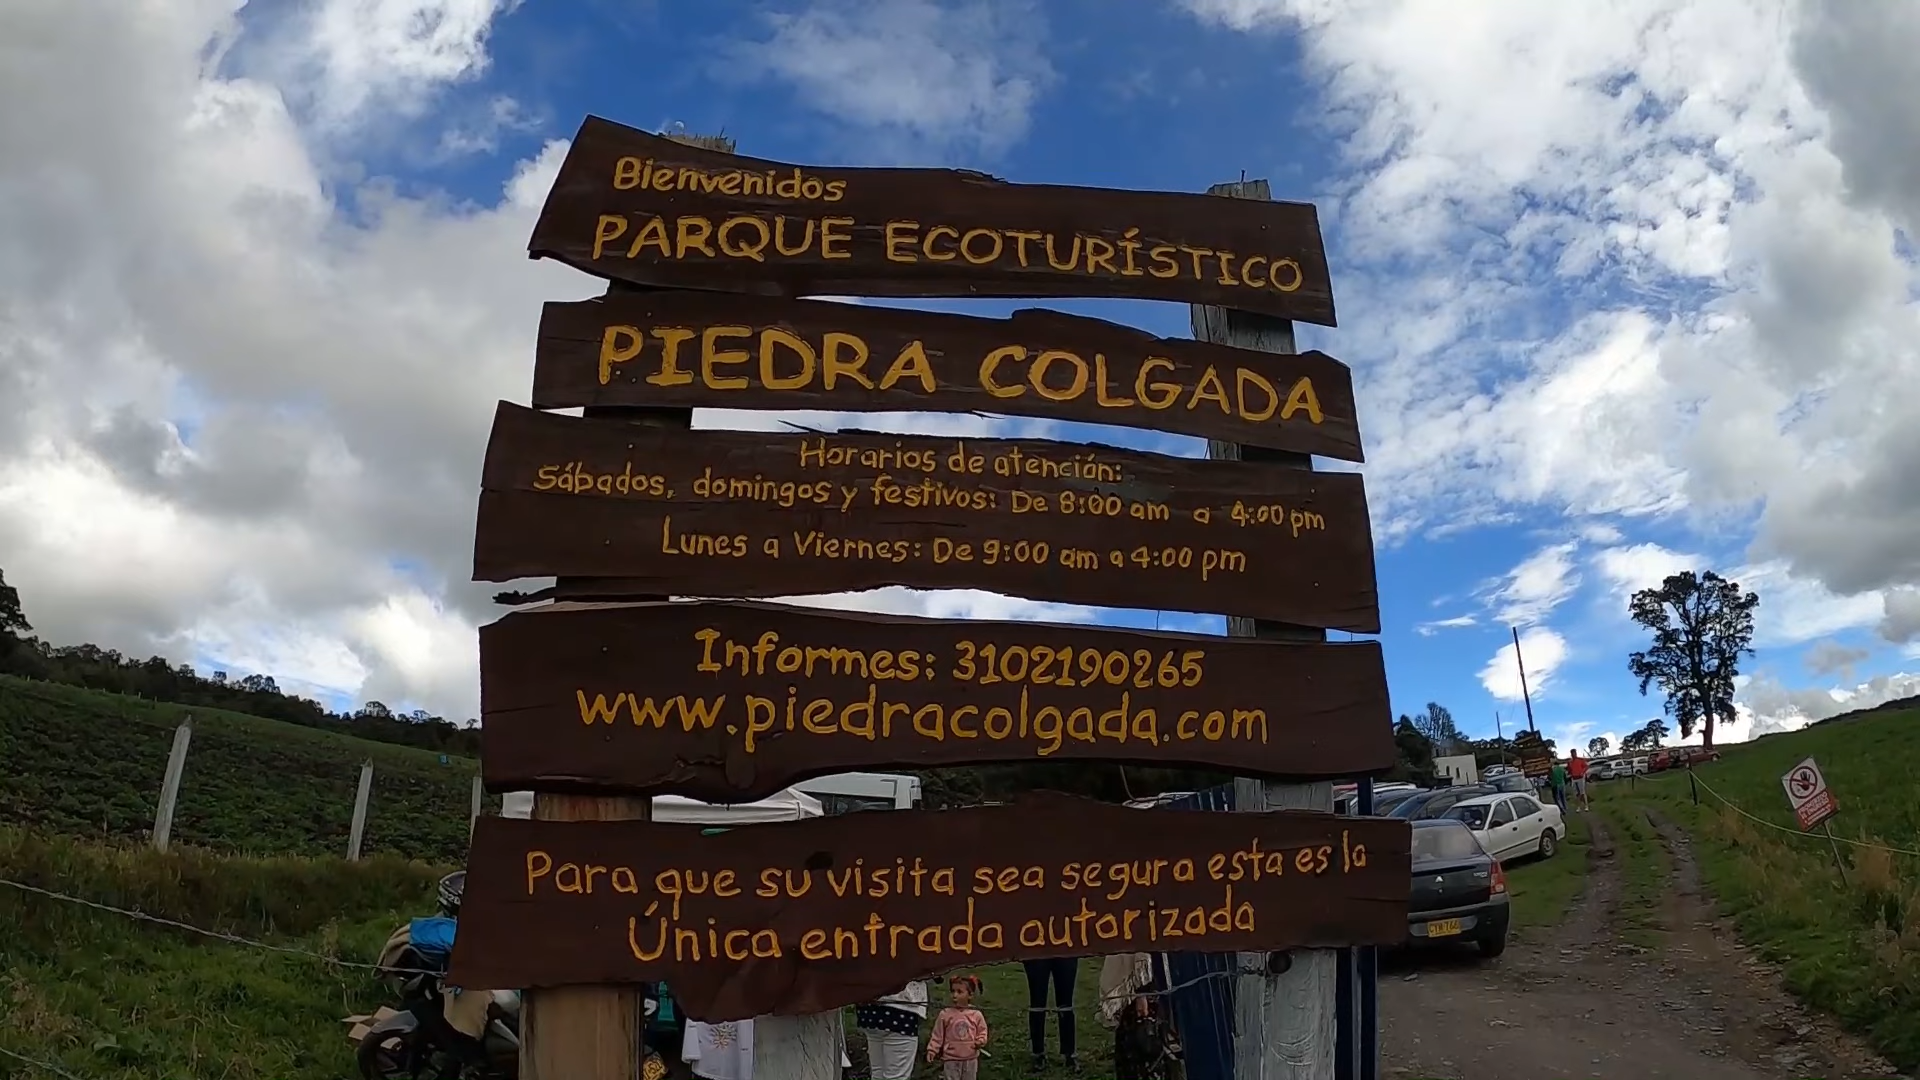 Bienvenidos
PARQUE ECOTURÍSTICO
PIEDRA COLGADA
Horarios de atención:
Sábados, domingos y festivos: De 8:00 am a 4:00 pm
Lunes a Viernes: De 9:00 am a 4:00 pm
Informes: 3102190265
www.piedracolgada.com
Para que su visita sea segura esta es la
Única entrada autorizada